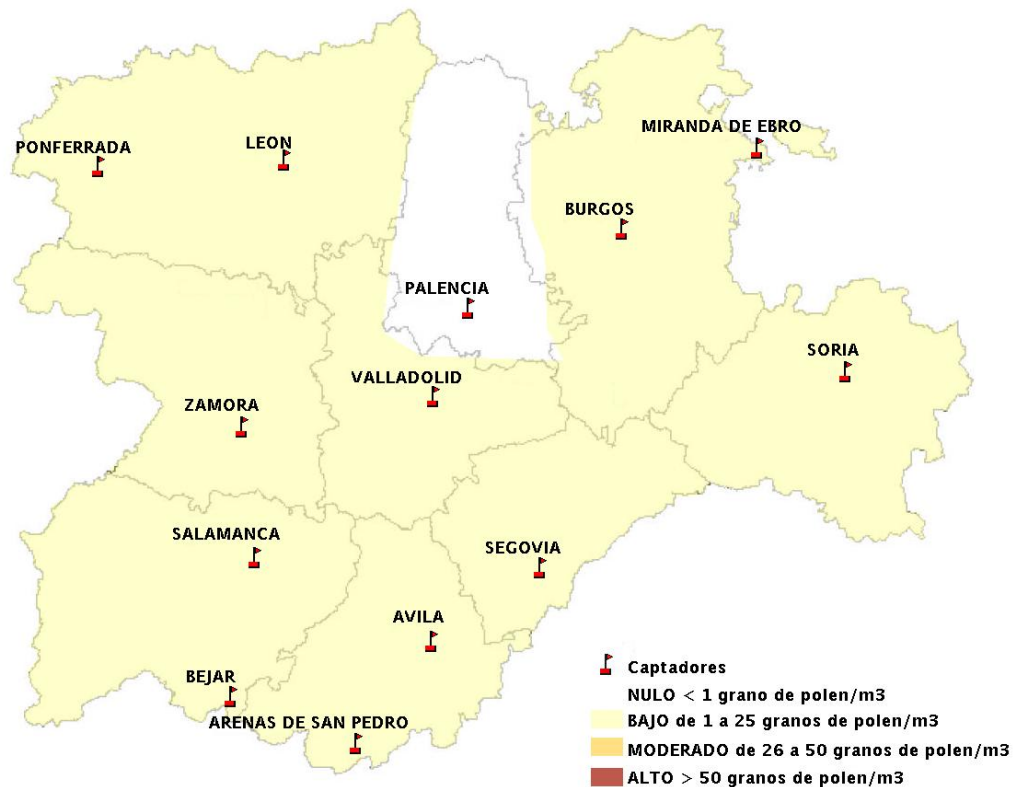 MIRANDA DE EBRO
PONFERRADA
LEON
BURGOS
PALENCIA
SORIA
VALLADOLID
ZAMORA
SALAMANCA
SEGOVIA
AVILA
BEJAR
ARENAS DE SAN PEDRO
Captadores
NULO < 1 grano de polen/m3
BAJO de 1 a 25 granos de polen/m3
MODERADO de 26 a 50 granos de polen/m3
ALTO > 50 granos de polen/m3